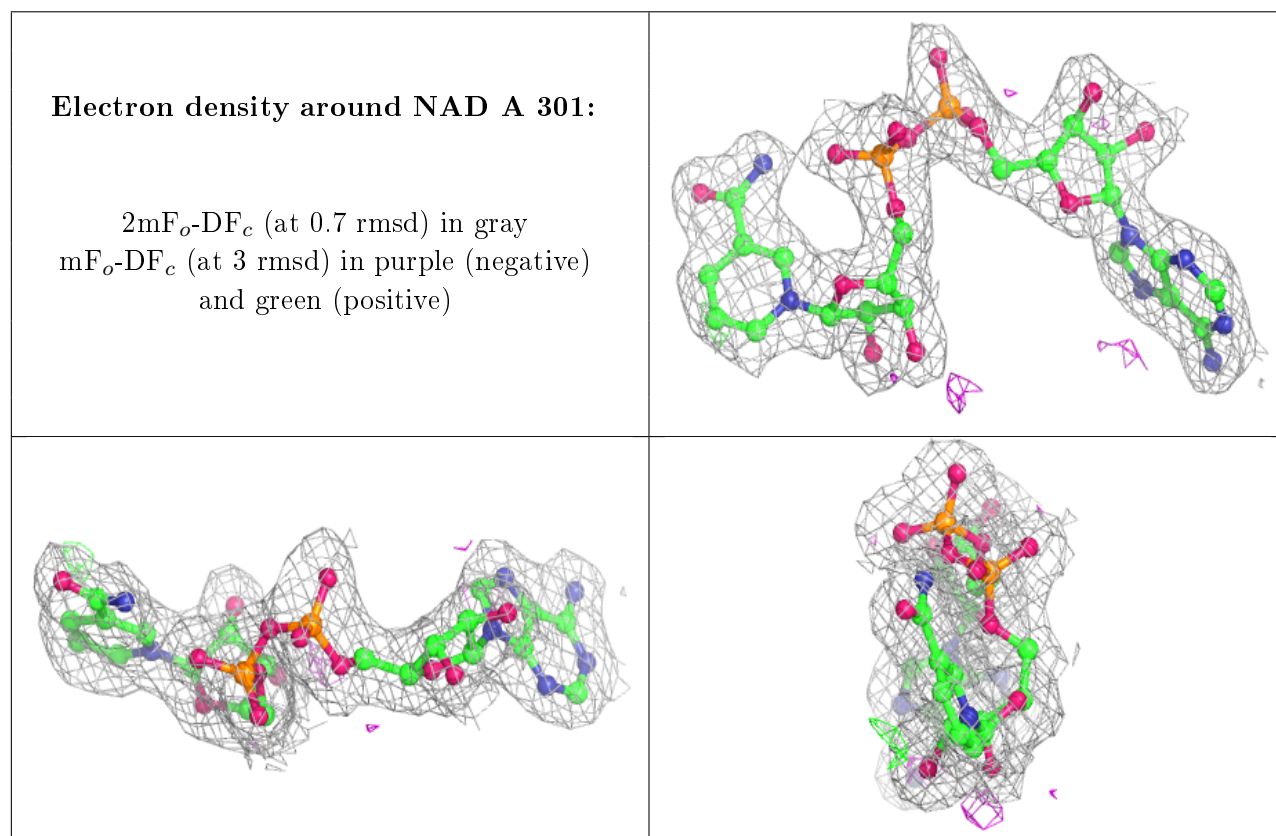 Electron density around NAD A 301:
2mFo-DFc (at 0.7 rmsd) in gray
mFo-DFc (at 3 rmsd) in purple (negative)
and green (positive)